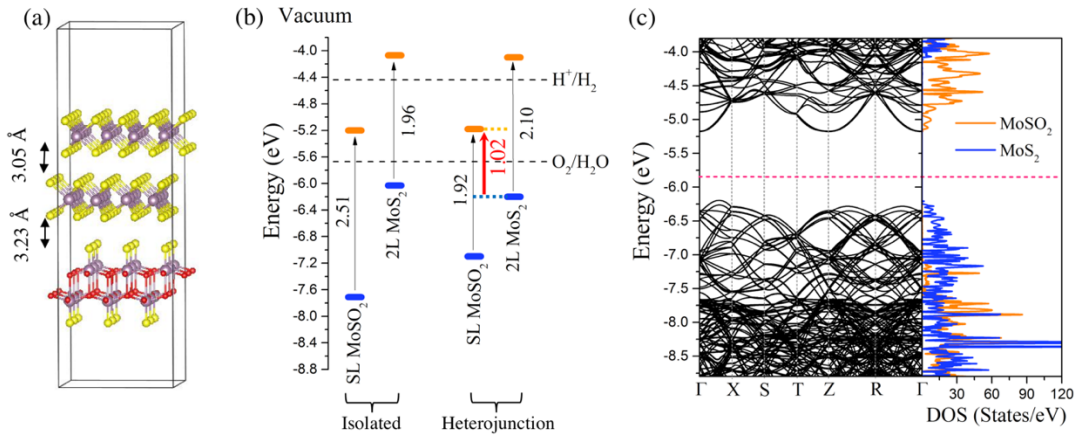 (a)
3.05 Å
3.23 Å
(b)
Vacuum
Energy (eV)
-4.0
-4.4
-4.8
-5.2
-5.6
-6.0
-6.4
-6.8
-7.2
-7.6
-8.0
-8.4
-8.8
H⁺/H₂
O₂/H₂O
2.51
1.96
1.92
1.02
2.10
SL MoSO₂
2L MoS₂
SL MoSO₂
2L MoS₂
Isolated
Heterojunction
(c)
Energy (eV)
-4.0
-4.5
-5.0
-5.5
-6.0
-6.5
-7.0
-7.5
-8.0
-8.5
Γ X S T Z R Γ
MoSO₂
MoS₂
30 60 90 120
DOS (States/eV)